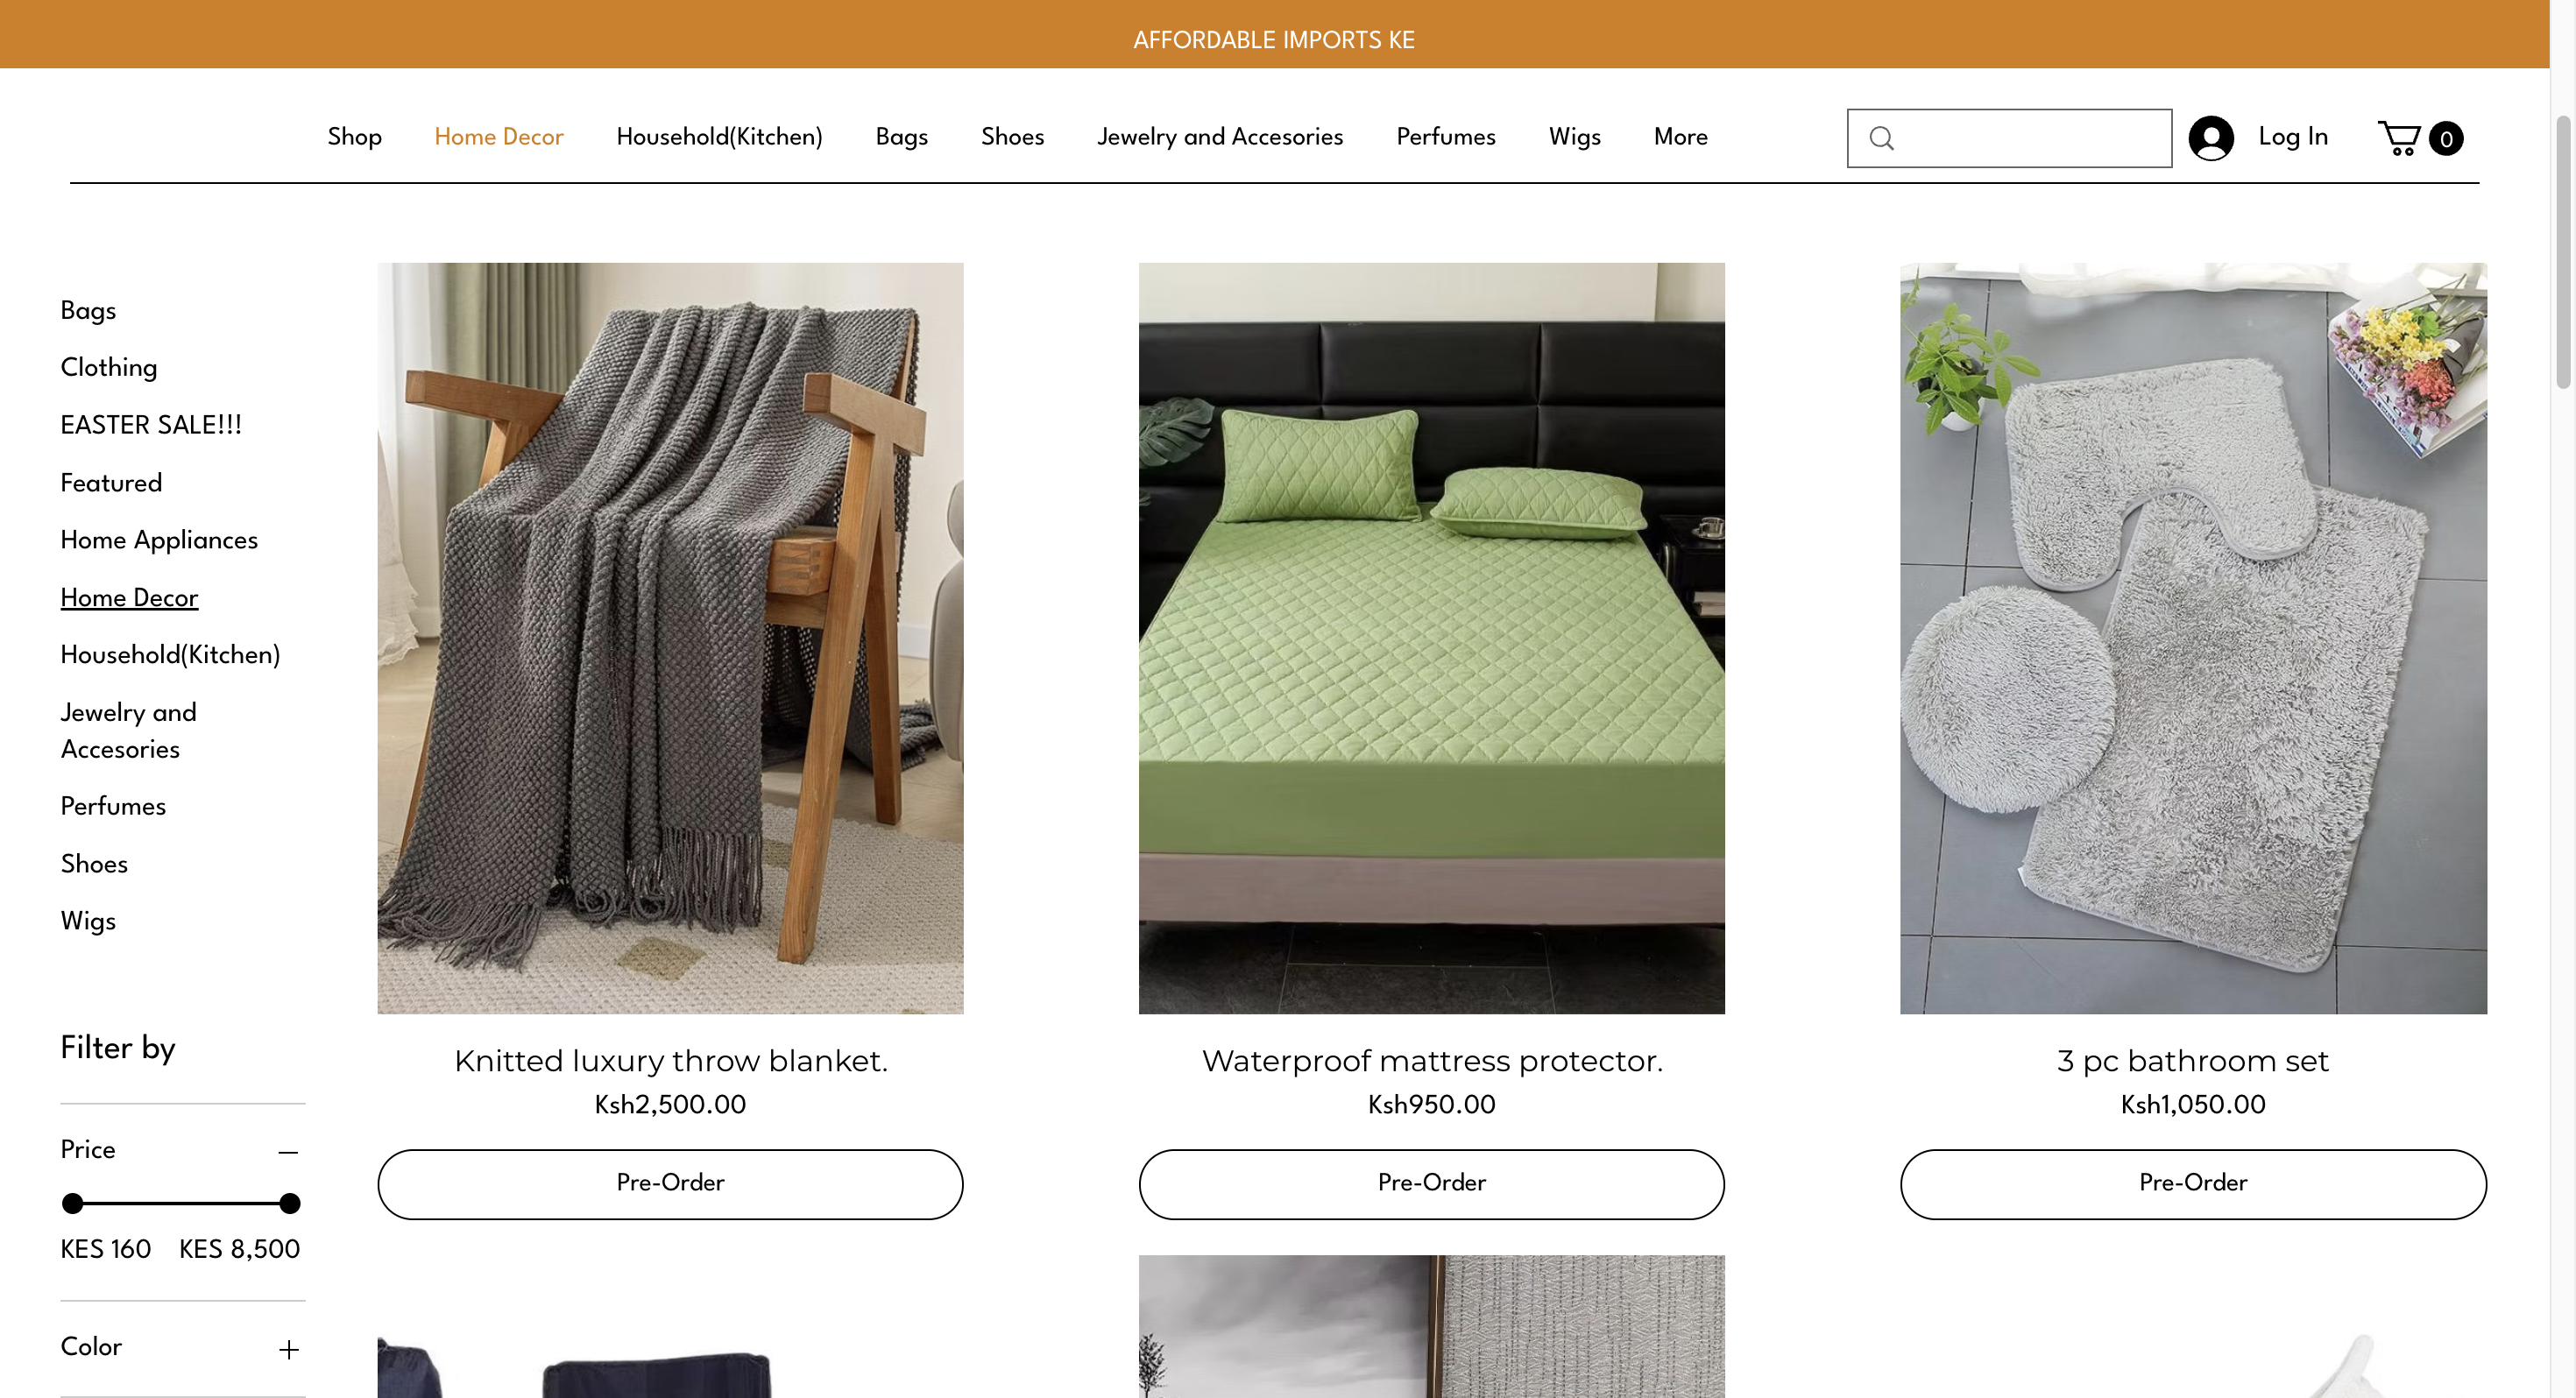 AFFORDABLE IMPORTS KE
Shop Home Decor Household(Kitchen) Bags Shoes Jewelry and Accesories Perfumes Wigs More Log In 0
Bags
Clothing
EASTER SALE!!!
Featured
Home Appliances
Home Decor
Household(Kitchen)
Jewelry and
Accesories
Perfumes
Shoes
Wigs
Filter by
Price
KES 160 KES 8,500
Color
Knitted luxury throw blanket.
Ksh2,500.00
Pre-Order
Waterproof mattress protector.
Ksh950.00
Pre-Order
3 pc bathroom set
Ksh1,050.00
Pre-Order